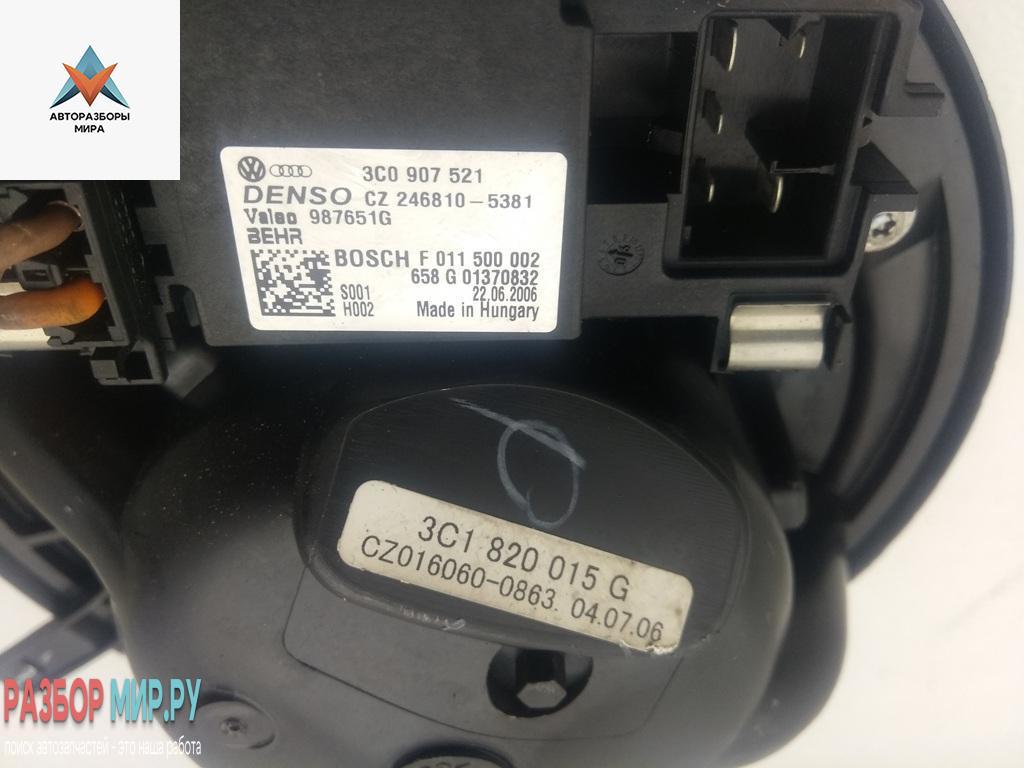 АВТОРАЗБОРЫ
МИРА
3C0 907 521
DENSO CZ 246810-5381
Valeo 987651G
BEHR
BOSCH F 011 500 002
658 G 01370832
S001 22.06.2006
H002 Made in Hungary
3C1 820 015 G
CZ016060-0863. 04.07.06
РАЗБОР МИР.РУ
поиск автозапчастей - это наша работа